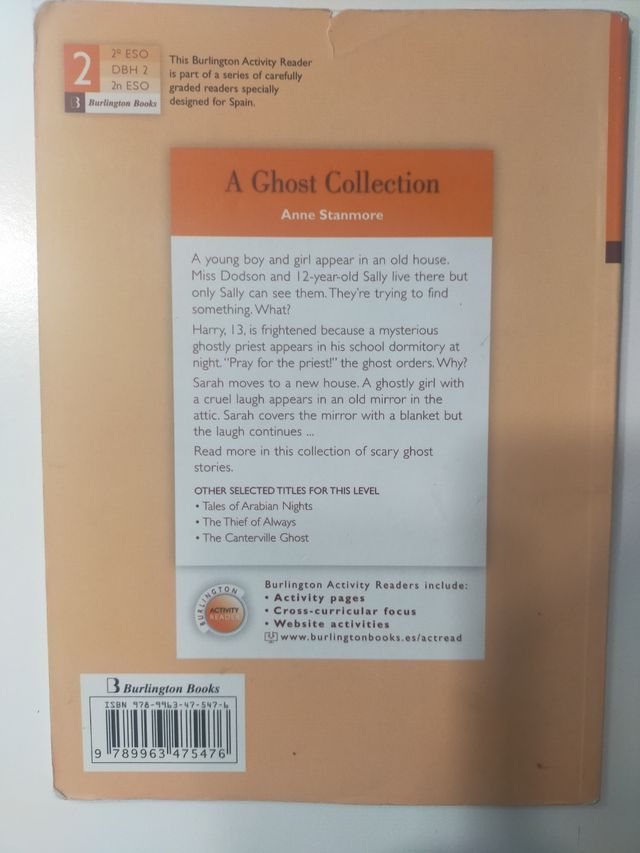 2
2º ESO
DBH 2
2n ESO
B Burlington Books
This Burlington Activity Reader
is part of a series of carefully
graded readers specially
designed for Spain.
A Ghost Collection
Anne Stanmore
A young boy and girl appear in an old house.
Miss Dodson and 12-year-old Sally live there but
only Sally can see them. They're trying to find
something. What?
Harry, 13, is frightened because a mysterious
ghostly priest appears in his school dormitory at
night. "Pray for the priest!" the ghost orders. Why?
Sarah moves to a new house. A ghostly girl with
a cruel laugh appears in an old mirror in the
attic. Sarah covers the mirror with a blanket but
the laugh continues ...
Read more in this collection of scary ghost
stories.
OTHER SELECTED TITLES FOR THIS LEVEL
• Tales of Arabian Nights
• The Thief of Always
• The Canterville Ghost
BURLINGTON
ACTIVITY
READER
Burlington Activity Readers include:
• Activity pages
• Cross-curricular focus
• Website activities
www.burlingtonbooks.es/actread
B Burlington Books
ISBN 978-9963-47-547-6
9 789963 475476